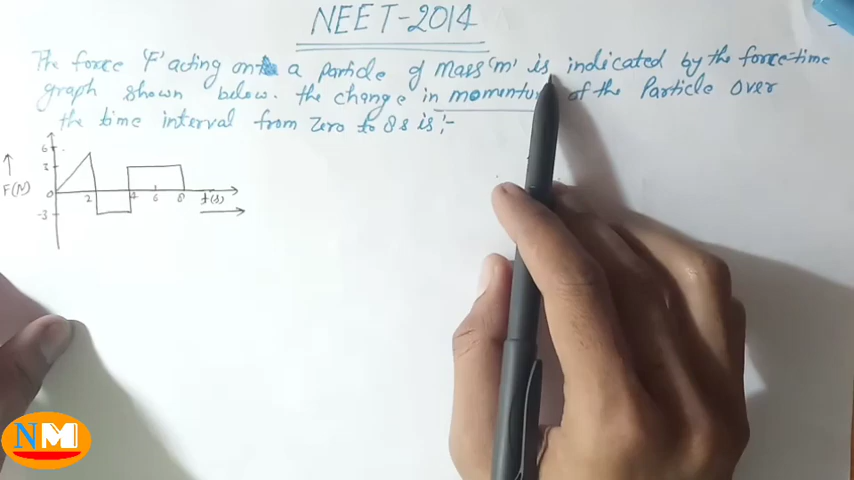 NEET-2014
The force 'F' acting on a particle of mass 'm' is indicated by the force-time
graph shown below. the change in momentum of the Particle over
the time interval from zero to 8s is :-
6
3
F(N)
0 2 4 6 8 t(s)
-3
NM